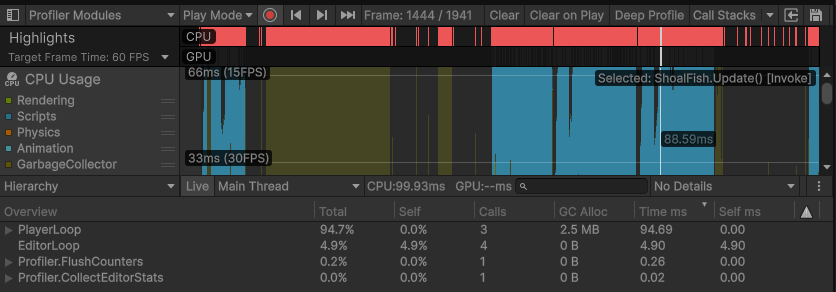 Profiler Modules Play Mode Frame: 1444 / 1941 Clear Clear on Play Deep Profile Call Stacks
Highlights CPU
Target Frame Time: 60 FPS GPU
CPU Usage 66ms (15FPS) Selected: ShoalFish.Update() [Invoke]
Rendering
Scripts
Physics
Animation 88.59ms
GarbageCollector 33ms (30FPS)
Hierarchy Live Main Thread CPU:99.93ms GPU:--ms No Details
Overview Total Self Calls GC Alloc Time ms Self ms
PlayerLoop 94.7% 0.0% 3 2.5 MB 94.69 0.00
EditorLoop 4.9% 4.9% 4 0 B 4.90 4.90
Profiler.FlushCounters 0.2% 0.0% 1 0 B 0.26 0.00
Profiler.CollectEditorStats 0.0% 0.0% 1 0 B 0.02 0.00